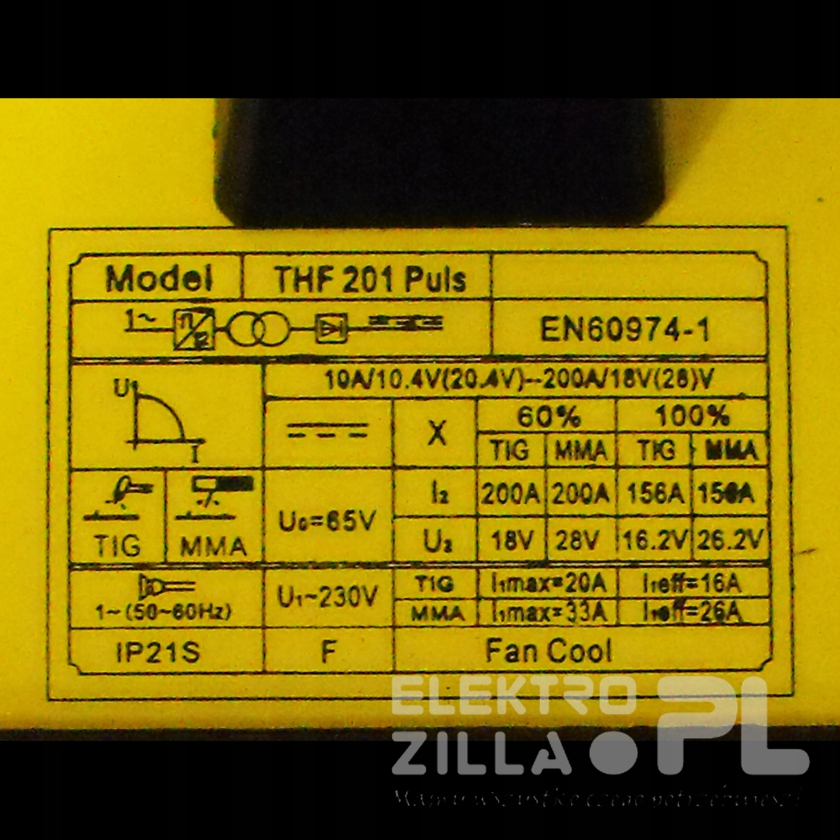 Model THF 201 Puls
1~ EN60974-1
U 10A/10.4V(20.4V)--200A/18V(28)V
I X 60% 100%
TIG MMA TIG MMA
I₂ 200A 200A 156A 156A
TIG MMA U₀=65V
U₂ 18V 28V 16.2V 26.2V
1~(50~60Hz) U₁~230V TIG I₁max=20A I₁eff=16A
MMA I₁max=33A I₁eff=26A
IP21S F Fan Cool
ELEKTRO
ZILLA.PL